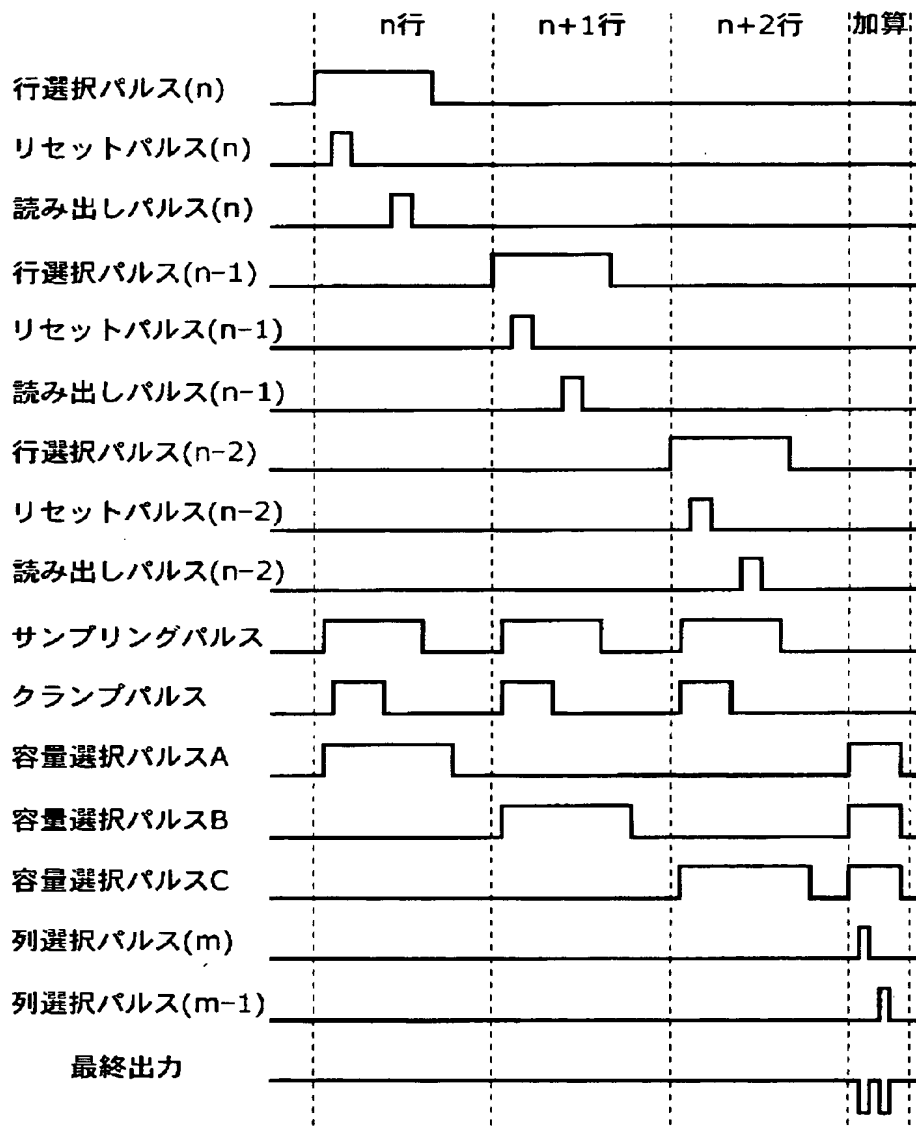 n行 n+1行 n+2行 加算
行選択パルス(n)
リセットパルス(n)
読み出しパルス(n)
行選択パルス(n-1)
リセットパルス(n-1)
読み出しパルス(n-1)
行選択パルス(n-2)
リセットパルス(n-2)
読み出しパルス(n-2)
サンプリングパルス
クランプパルス
容量選択パルスA
容量選択パルスB
容量選択パルスC
列選択パルス(m)
列選択パルス(m-1)
最終出力